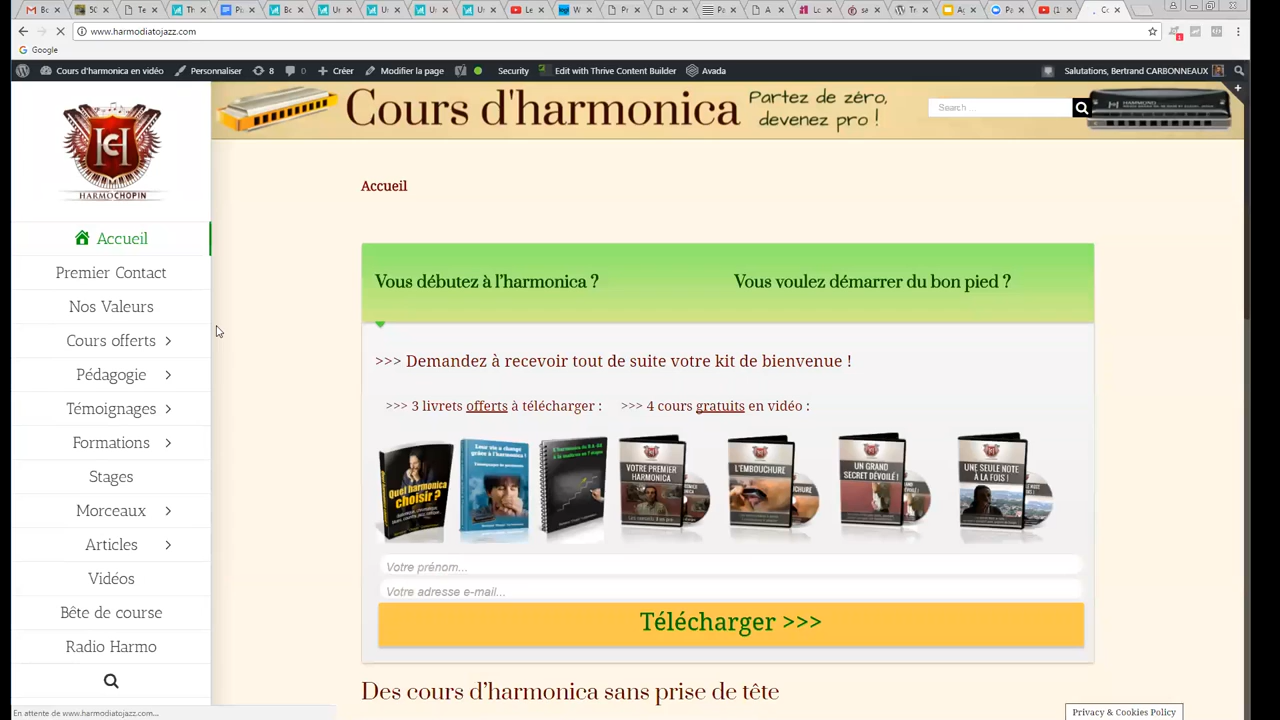 www.harmodiatojazz.com
Google
Cours d'harmonica en vidéo
Personnaliser
8
0
Créer
Modifier la page
Security
Edit with Thrive Content Builder
Avada
Salutations, Bertrand CARBONNEAUX
Cours d'harmonica
Partez de zéro,
devenez pro !
Search ...
HC
HARMOCHOPIN
Accueil
Premier Contact
Nos Valeurs
Cours offerts
Pédagogie
Témoignages
Formations
Stages
Morceaux
Articles
Vidéos
Bête de course
Radio Harmo
Accueil
Vous débutez à l'harmonica ?
Vous voulez démarrer du bon pied ?
>>> Demandez à recevoir tout de suite votre kit de bienvenue !
>>> 3 livrets offerts à télécharger :
>>> 4 cours gratuits en vidéo :
Quel harmonica
choisir ?
Leur vie a changé
grâce à l'harmonica !
VOTRE PREMIER
HARMONICA
L'EMBOUCHURE
UN GRAND
SECRET DÉVOILÉ !
UNE SEULE NOTE
À LA FOIS !
Votre prénom...
Votre adresse e-mail...
Télécharger >>>
Des cours d'harmonica sans prise de tête
En attente de www.harmodiatojazz.com...
Privacy & Cookies Policy